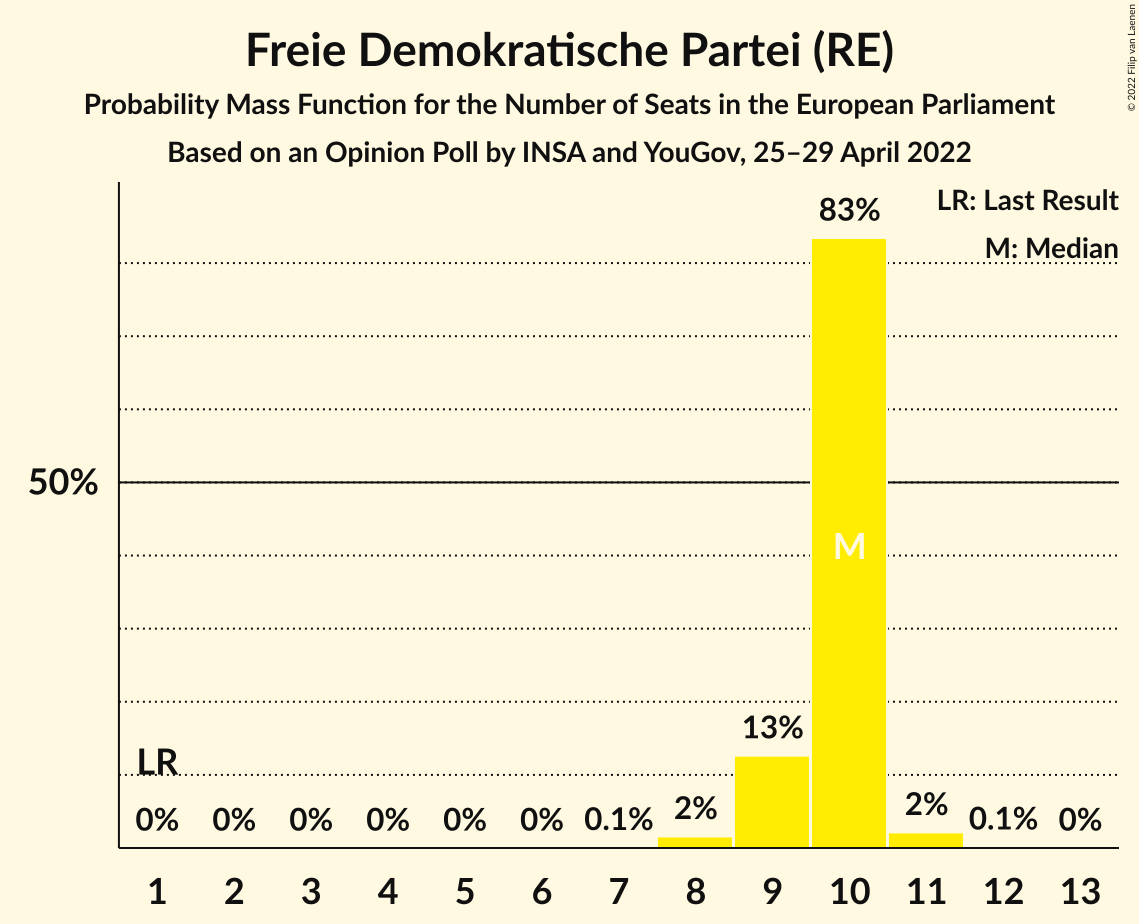 Freie Demokratische Partei (RE)
Probability Mass Function for the Number of Seats in the European Parliament
Based on an Opinion Poll by INSA and YouGov, 25–29 April 2022
© 2022 Filip van Laenen
LR: Last Result
M: Median
83%
50%
M
13%
LR
0% 0% 0% 0% 0% 0% 0.1% 2% 2% 0.1% 0%
1 2 3 4 5 6 7 8 9 10 11 12 13